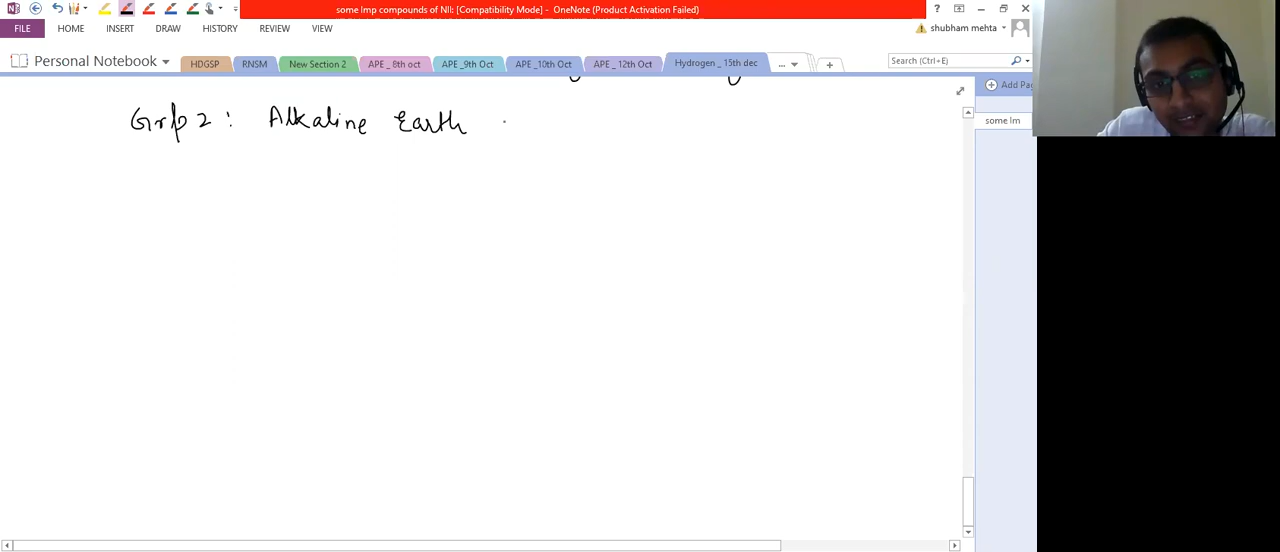 some Imp compounds of NII: [Compatibility Mode] - OneNote (Product Activation Failed)
FILE HOME INSERT DRAW HISTORY REVIEW VIEW
shubham mehta
Personal Notebook HDGSP RNSM New Section 2 APE _ 8th oct APE _9th Oct APE _10th Oct APE _ 12th Oct Hydrogen _ 15th dec ...
Search (Ctrl+E)
Add Pag
some Im
Grp 2 : Alkaline Earth